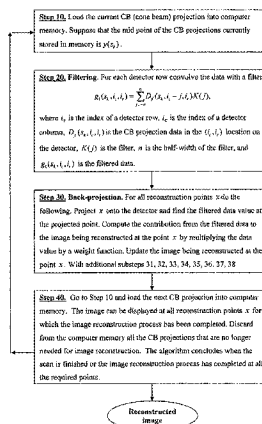 Step 10. Load the current CB (cone beam) projection into computer
memory. Suppose that the mid point of the CB projections currently
stored in memory is y(s₀).
Step 20. Filtering. For each detector row convolve the data with a filter
where iᵣ is the index of a detector row, i꜀ is the index of a detector
column, is the CB projection data in the location on
the detector, K(j) is the filter, n is the half-width of the filter, and
is the filtered data.
Step 30. Back-projection. For all reconstruction points x do the
following. Project x onto the detector and find the filtered data value at
the projected point. Compute the contribution from the filtered data to
the image being reconstructed at the point x by multiplying the data
value by a weight function. Update the image being reconstructed at the
point x. With additional substeps 31, 32, 33, 34, 35, 36, 37, 38
Step 40. Go to Step 10 and load the next CB projection into computer
memory. The image can be displayed at all reconstruction points x for
which the image reconstruction process has been completed. Discard
from the computer memory all the CB projections that are no longer
needed for image reconstruction. The algorithm concludes when the
scan is finished or the image reconstruction process has completed at all
the required points.
Reconstructed
image